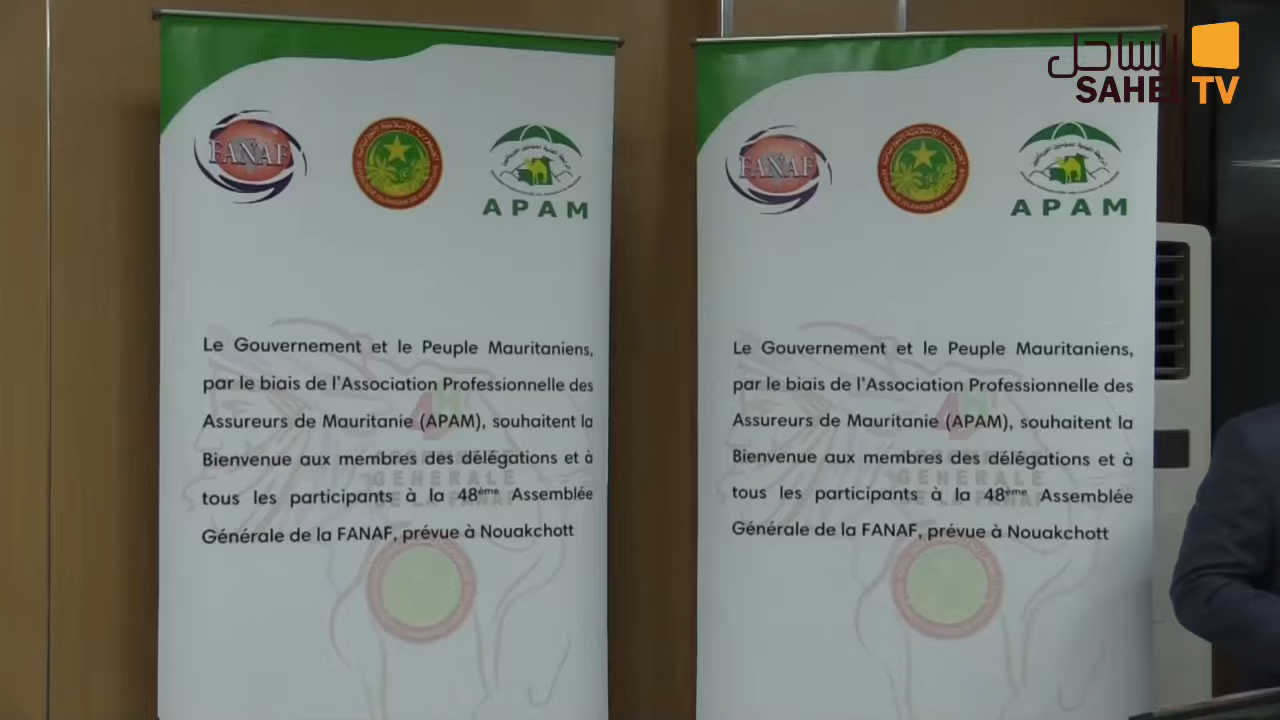 الساحل
SAHEL TV
FANAF
APAM
Le Gouvernement et le Peuple Mauritaniens,
par le biais de l'Association Professionnelle des
Assureurs de Mauritanie (APAM), souhaitent la
Bienvenue aux membres des délégations et à
tous les participants à la 48ème Assemblée
Générale de la FANAF, prévue à Nouakchott
FANAF
APAM
Le Gouvernement et le Peuple Mauritaniens,
par le biais de l'Association Professionnelle des
Assureurs de Mauritanie (APAM), souhaitent la
Bienvenue aux membres des délégations et à
tous les participants à la 48ème Assemblée
Générale de la FANAF, prévue à Nouakchott